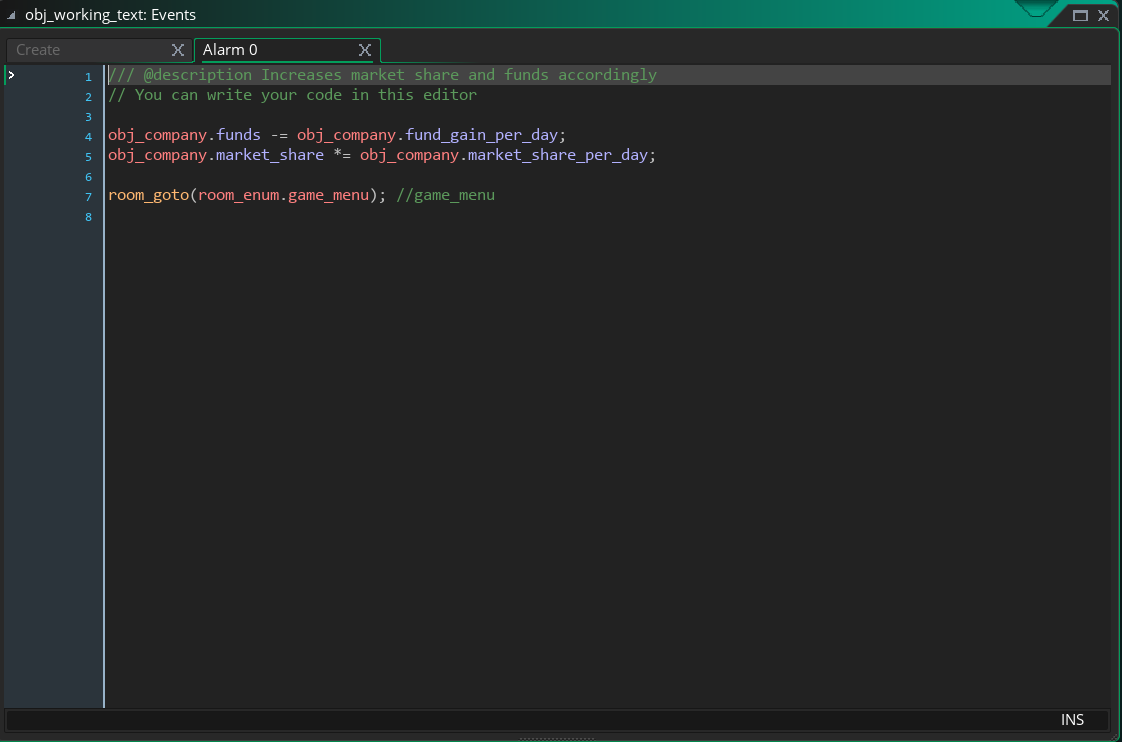 obj_working_text: Events
Create
Alarm 0
1 /// @description Increases market share and funds accordingly
2 // You can write your code in this editor
3
4 obj_company.funds -= obj_company.fund_gain_per_day;
5 obj_company.market_share *= obj_company.market_share_per_day;
6
7 room_goto(room_enum.game_menu); //game_menu
8
INS